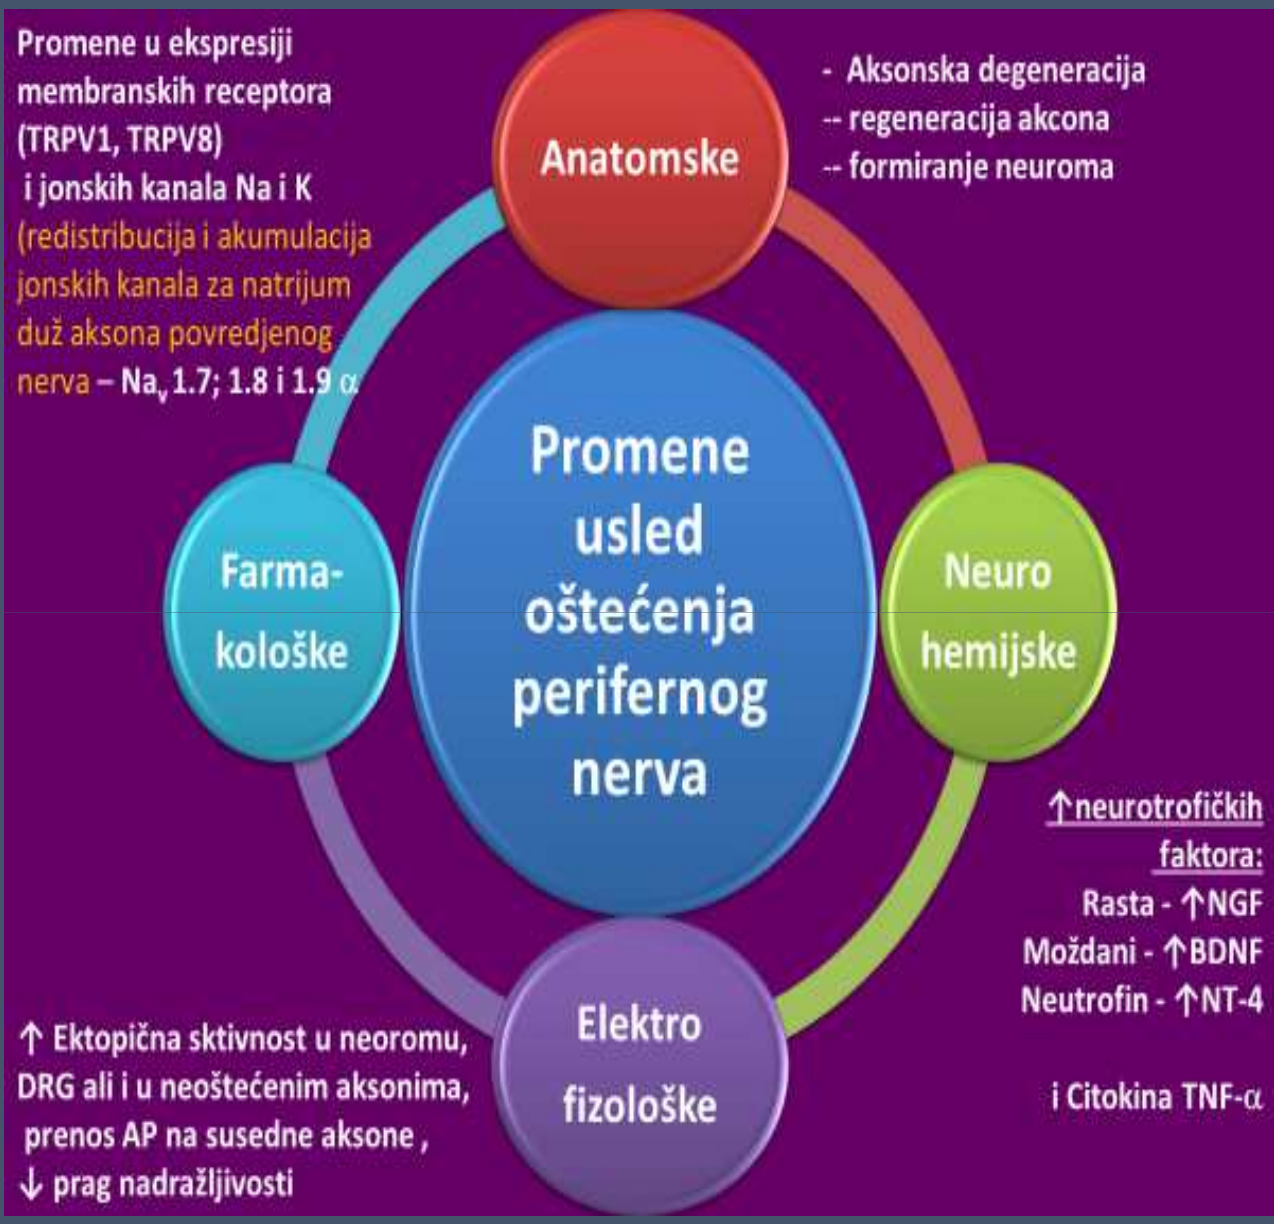 Promene u ekspresiji
membranskih receptora
(TRPV1, TRPV8)
i jonskih kanala Na i K
(redistribucija i akumulacija
jonskih kanala za natrijum
duž aksona povredjenog
nerva – Naᵥ 1.7; 1.8 i 1.9 α
Anatomske
- Aksonska degeneracija
-- regeneracija akcona
-- formiranje neuroma
Promene
usled
oštećenja
perifernog
nerva
Farma-
kološke
Neuro
hemijske
↑neurotrofičkih
faktora:
Rasta - ↑NGF
Moždani - ↑BDNF
Neutrofin - ↑NT-4
i Citokina TNF-α
Elektro
fizološke
↑ Ektopična sktivnost u neoromu,
DRG ali i u neoštećenim aksonima,
prenos AP na susedne aksone ,
↓ prag nadražljivosti